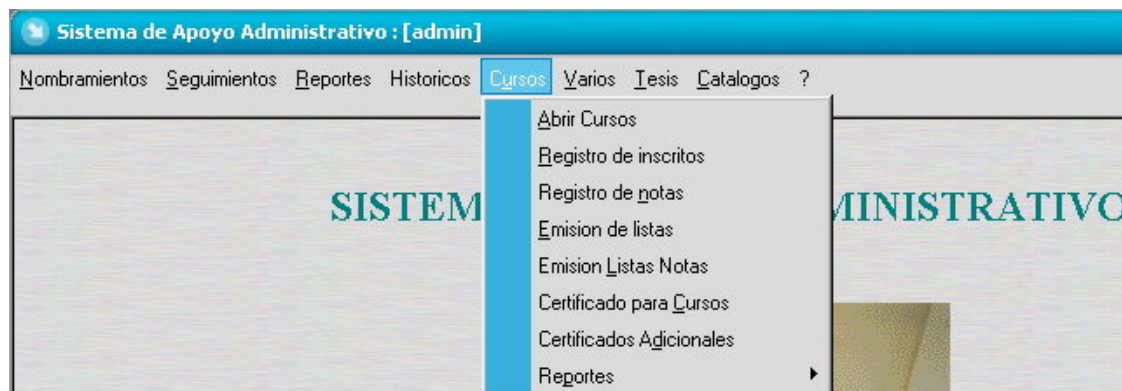 Sistema de Apoyo Administrativo : [admin]
Nombramientos Seguimientos Reportes Historicos Cursos Varios Tesis Catalogos ?
Abrir Cursos
Registro de inscritos
Registro de notas
SISTEM MINISTRATIVO
Emision de listas
Emision Listas Notas
Certificado para Cursos
Certificados Adicionales
Reportes